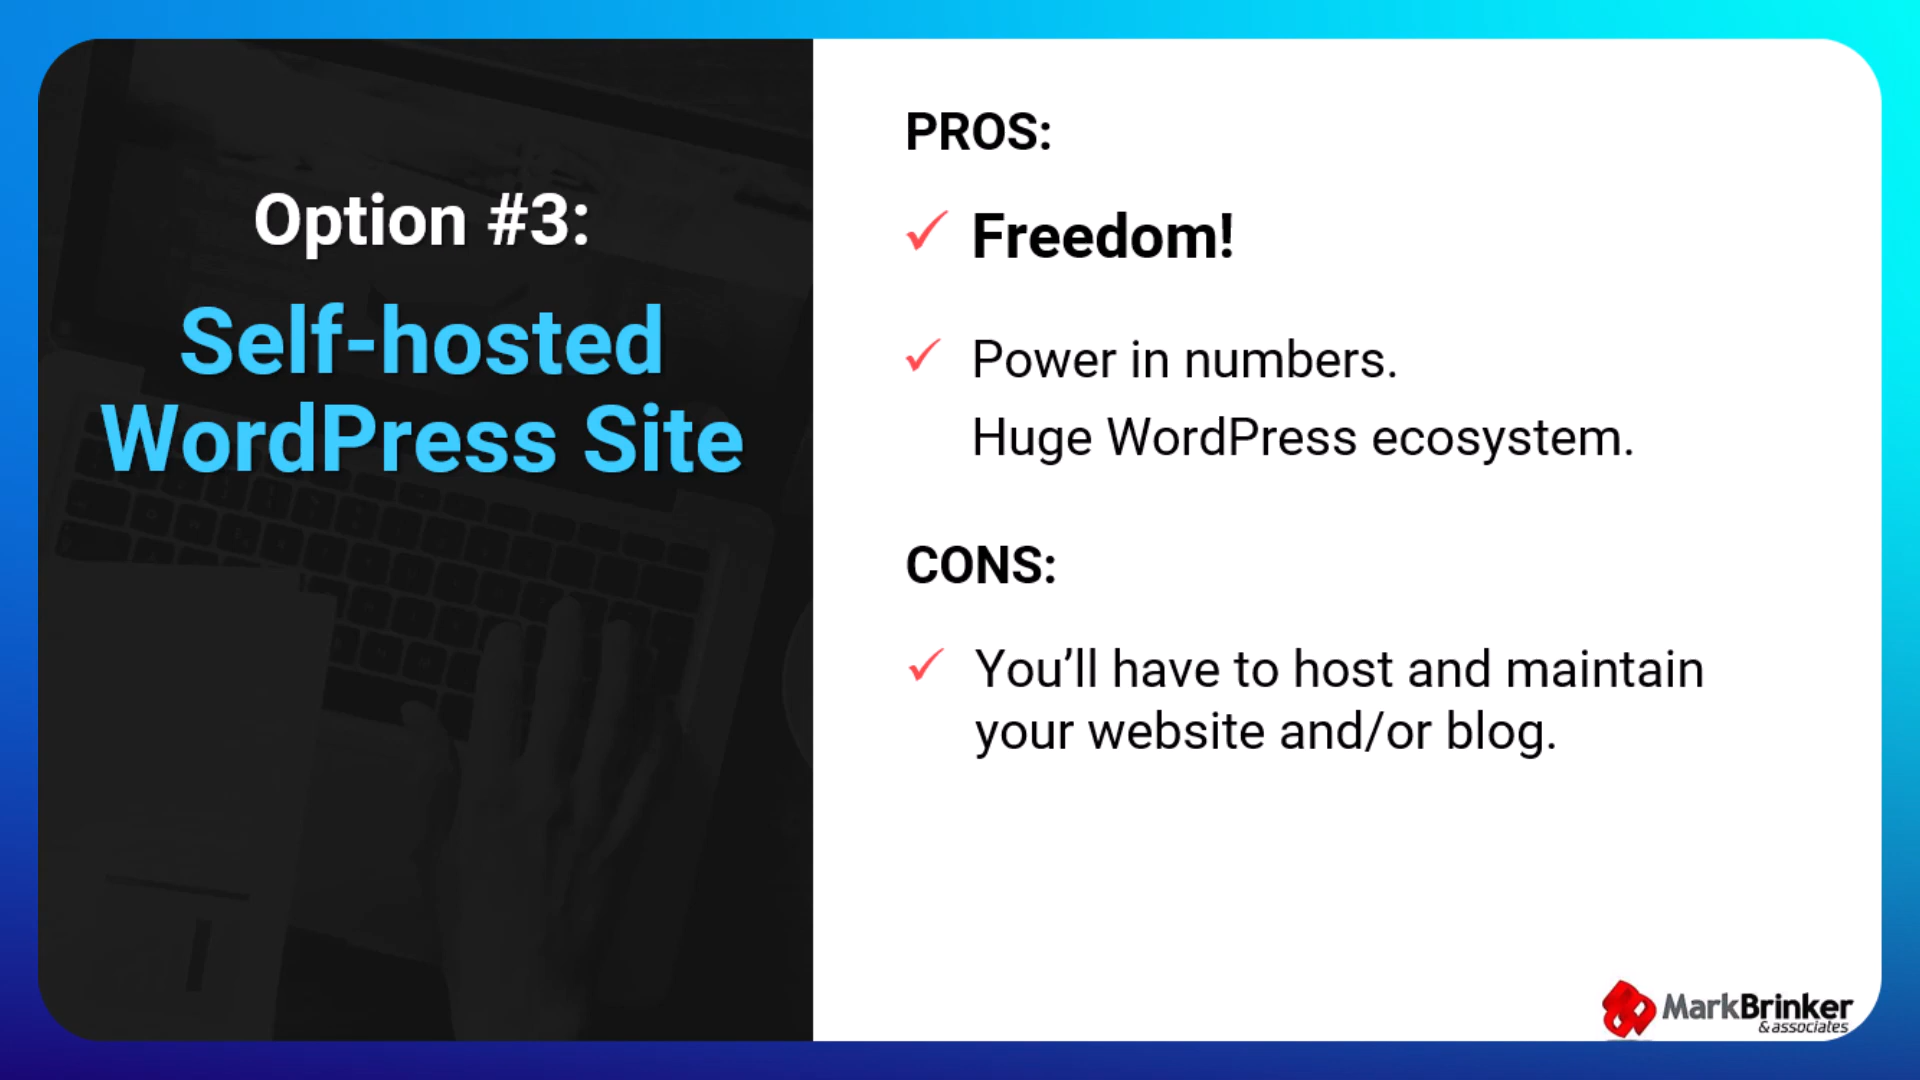 Option #3:
Self-hosted
WordPress Site
PROS:
Freedom!
Power in numbers.
Huge WordPress ecosystem.
CONS:
You’ll have to host and maintain
your website and/or blog.
MarkBrinker
& associates